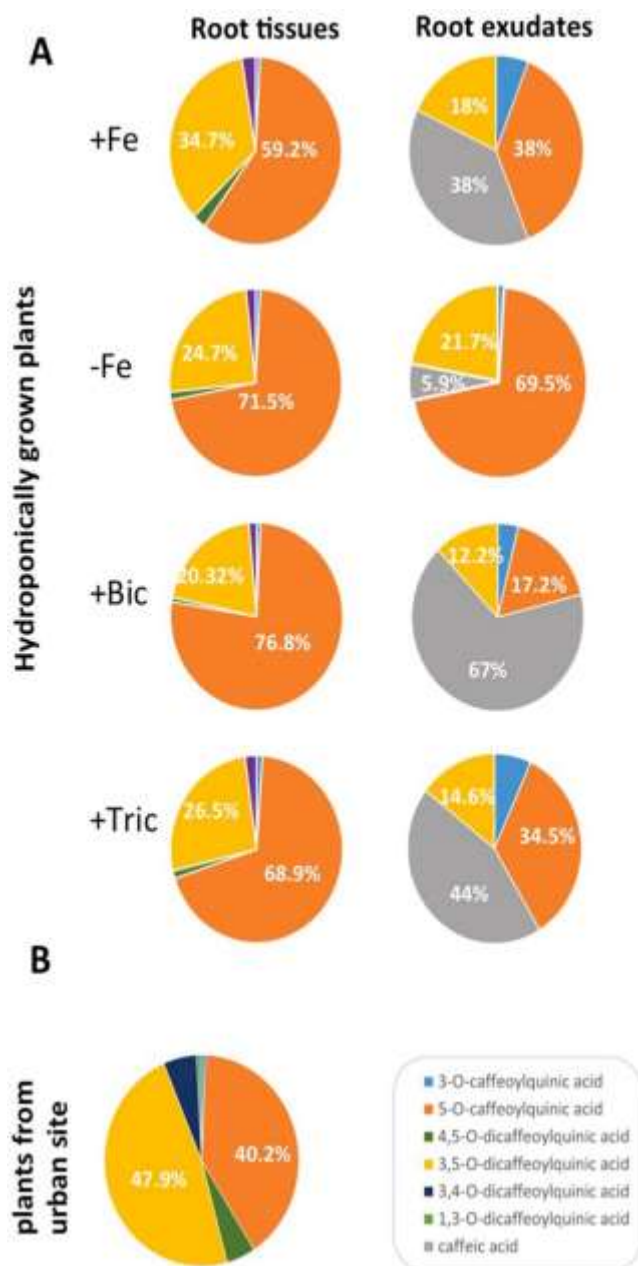 Root tissues Root exudates
A
+Fe
34.7% 59.2%
18% 38% 38%
Hydroponically grown plants
-Fe
24.7% 71.5%
21.7% 5.9% 69.5%
+Bic
20.32% 76.8%
12.2% 17.2% 67%
+Tric
26.5% 68.9%
14.6% 34.5% 44%
B
plants from
urban site
47.9% 40.2%
3-O-caffeoylquinic acid
5-O-caffeoylquinic acid
4,5-O-dicaffeoylquinic acid
3,5-O-dicaffeoylquinic acid
3,4-O-dicaffeoylquinic acid
1,3-O-dicaffeoylquinic acid
caffeic acid